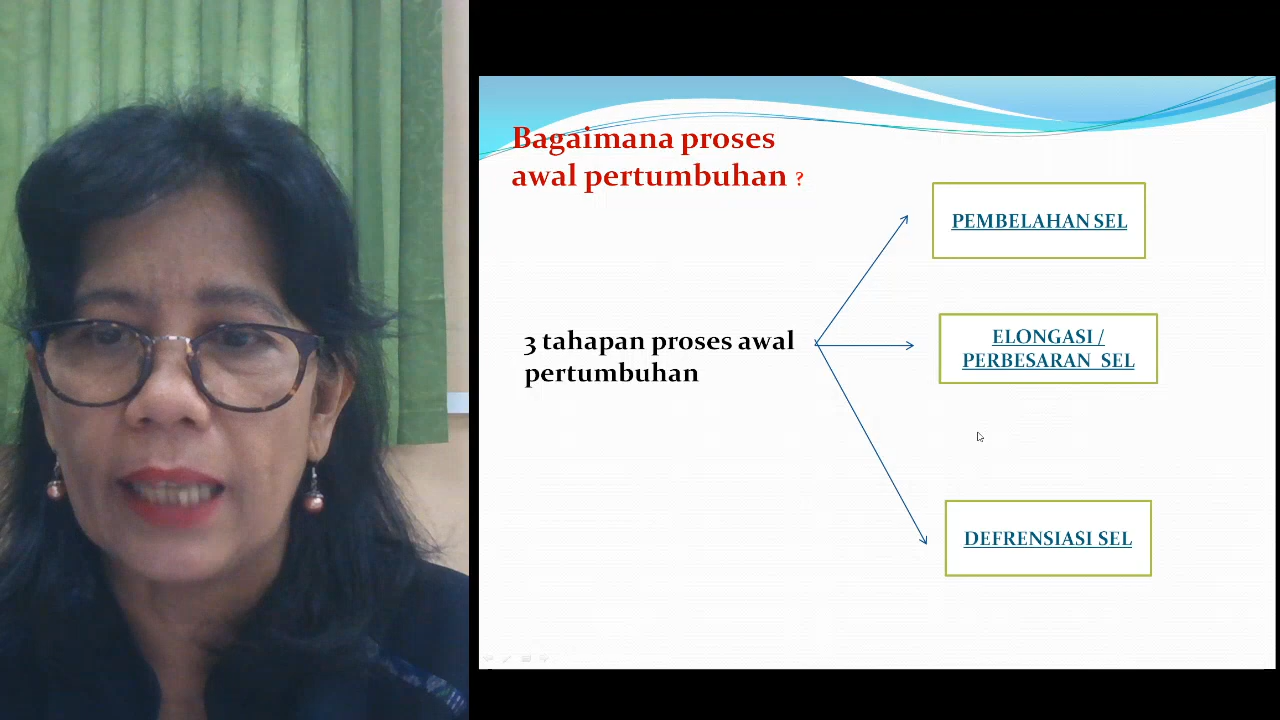 Bagaimana proses
awal pertumbuhan ?
3 tahapan proses awal
pertumbuhan
PEMBELAHAN SEL
ELONGASI /
PERBESARAN SEL
DEFRENSIASI SEL